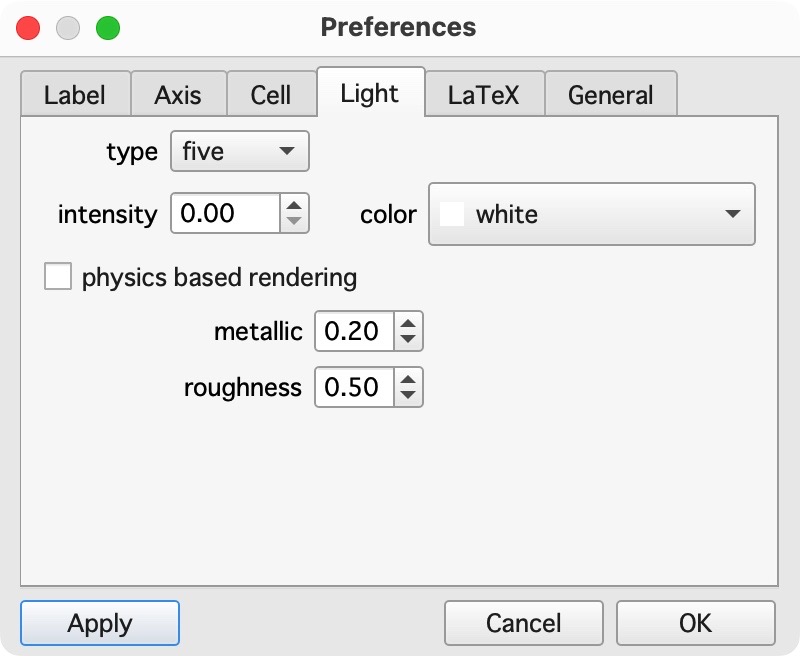 Preferences
Label Axis Cell Light LaTeX General
type five
intensity 0.00 color white
physics based rendering
metallic 0.20
roughness 0.50
Apply Cancel OK